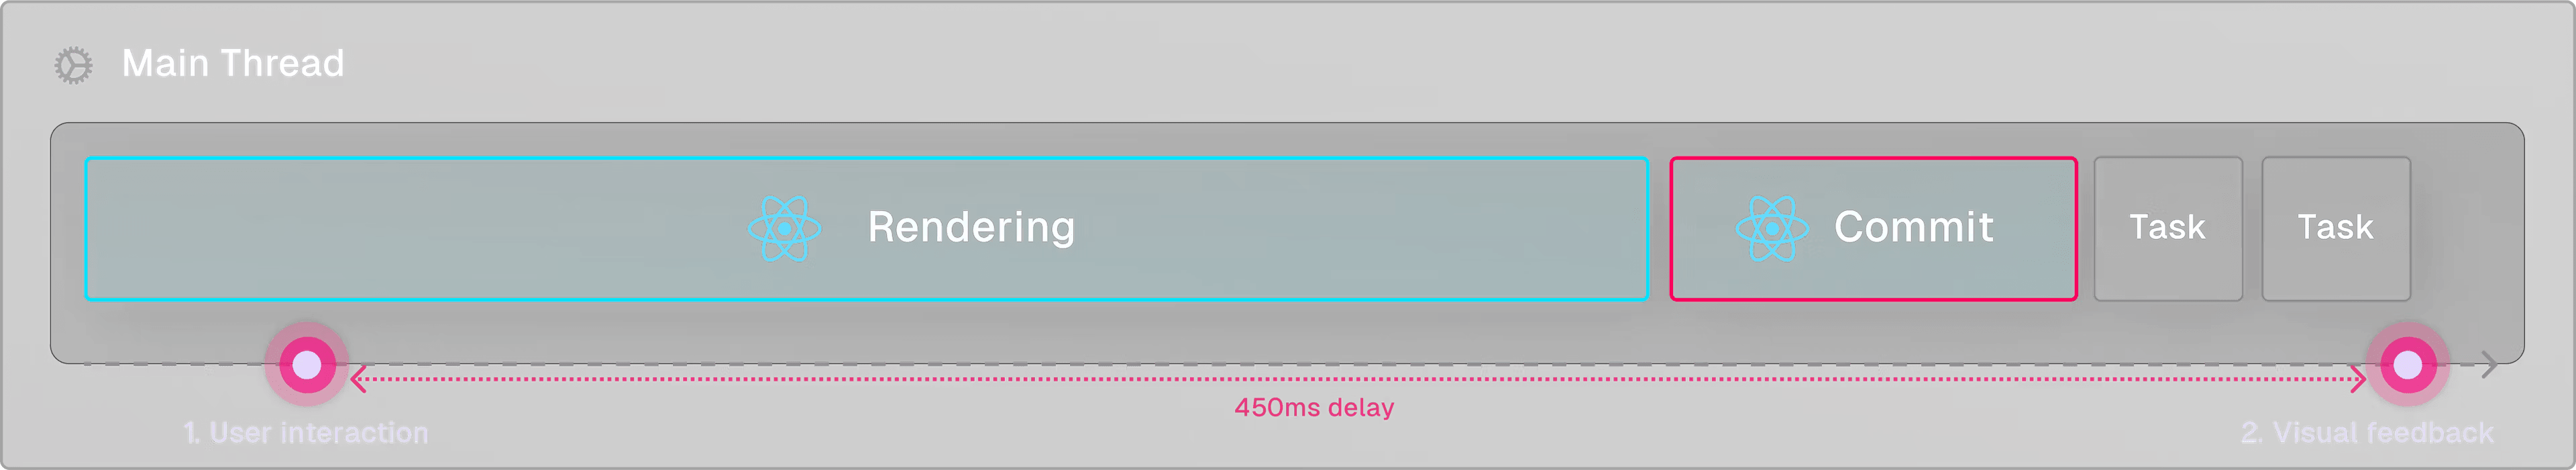 Main Thread
Rendering
Commit
Task
Task
450ms delay
1. User interaction
2. Visual feedback